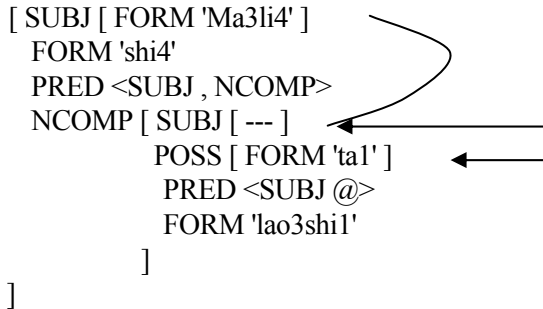 [ SUBJ [ FORM 'Ma3li4' ]
FORM 'shi4'
PRED <SUBJ , NCOMP>
NCOMP [ SUBJ [ --- ]
POSS [ FORM 'ta1' ]
PRED <SUBJ @>
FORM 'lao3shi1'
]
]